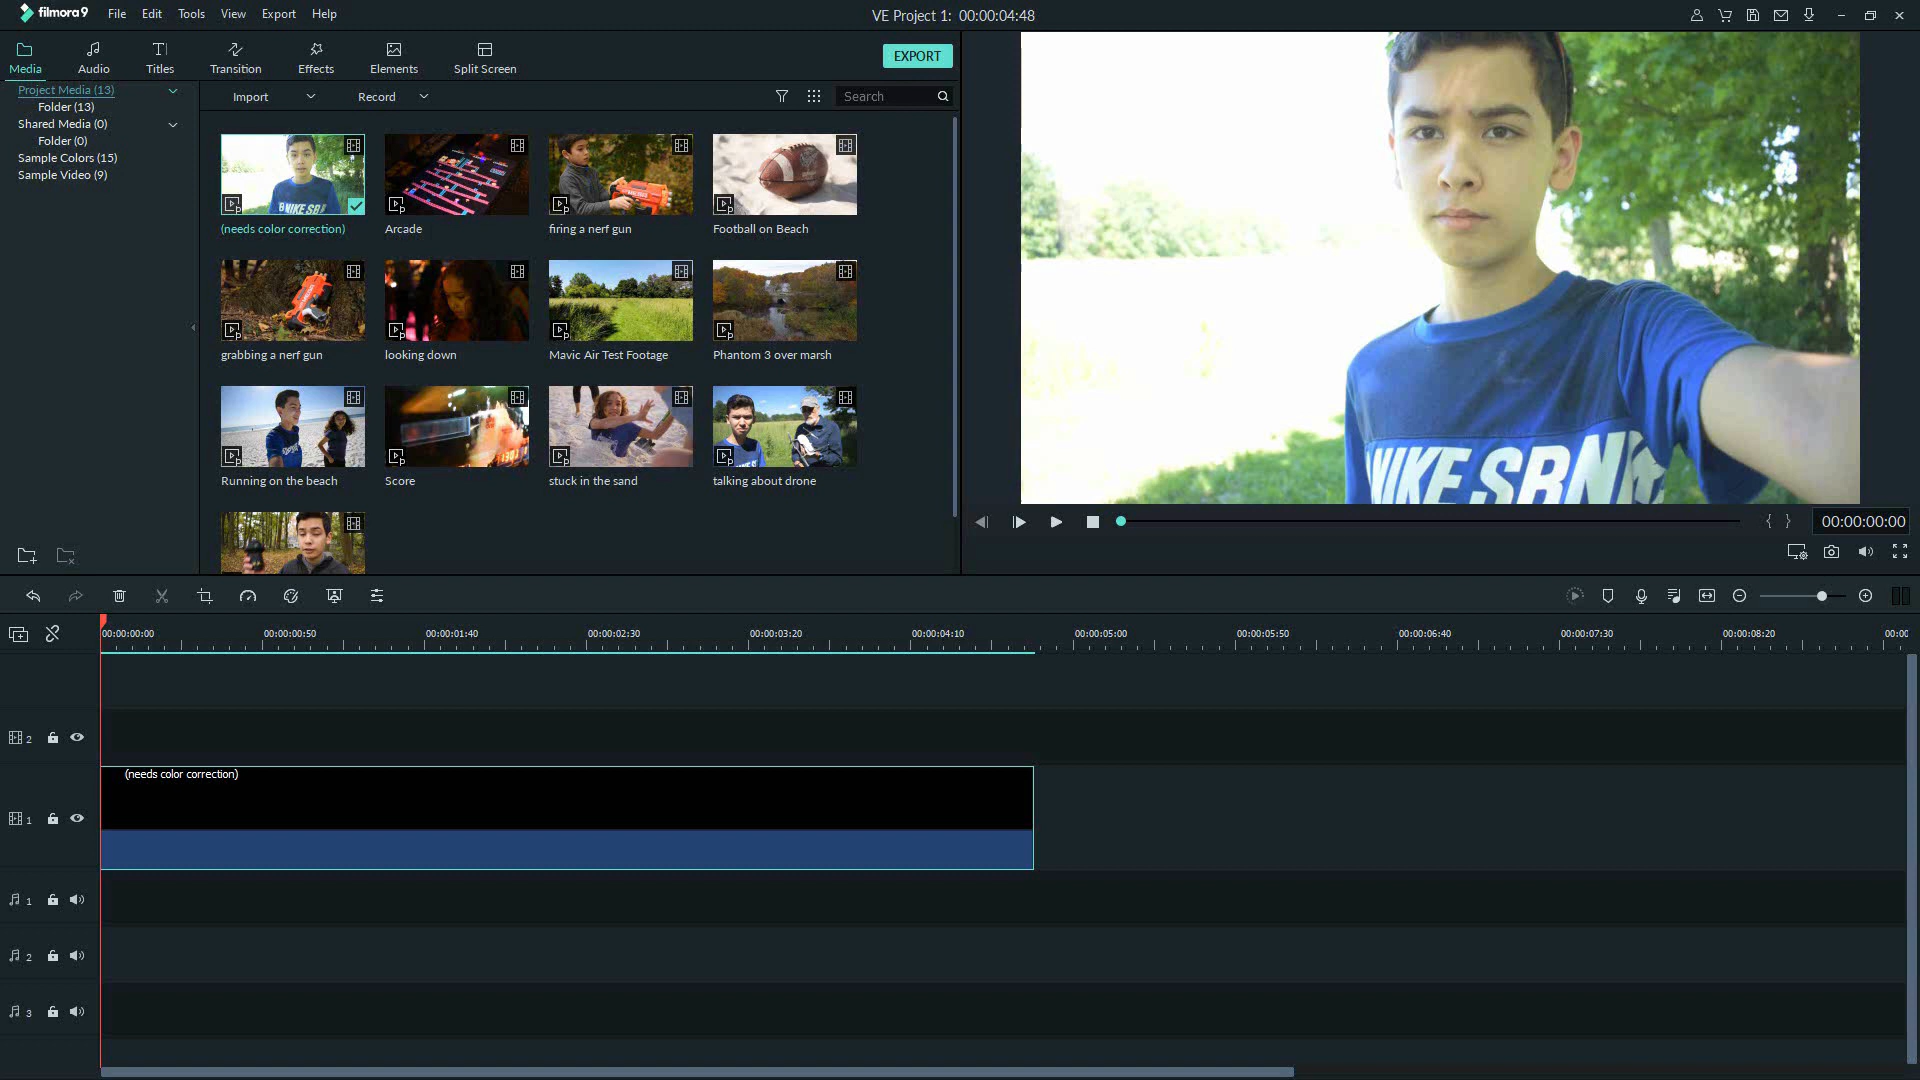 filmora9 File Edit Tools View Export Help VE Project 1: 00:00:04:48
Media Audio Titles Transition Effects Elements Split Screen EXPORT
Project Media (13)
Folder (13)
Shared Media (0)
Folder (0)
Sample Colors (15)
Sample Video (9)
Import Record Search
(needs color correction) Arcade firing a nerf gun Football on Beach
grabbing a nerf gun looking down Mavic Air Test Footage Phantom 3 over marsh
Running on the beach Score stuck in the sand talking about drone
NIKE SB
00:00:00:00
00:00:00:00 00:00:00:50 00:00:01:40 00:00:02:30 00:00:03:20 00:00:04:10 00:00:05:00 00:00:05:50 00:00:06:40 00:00:07:30 00:00:08:20 00:00
2
(needs color correction)
1
1
2
3